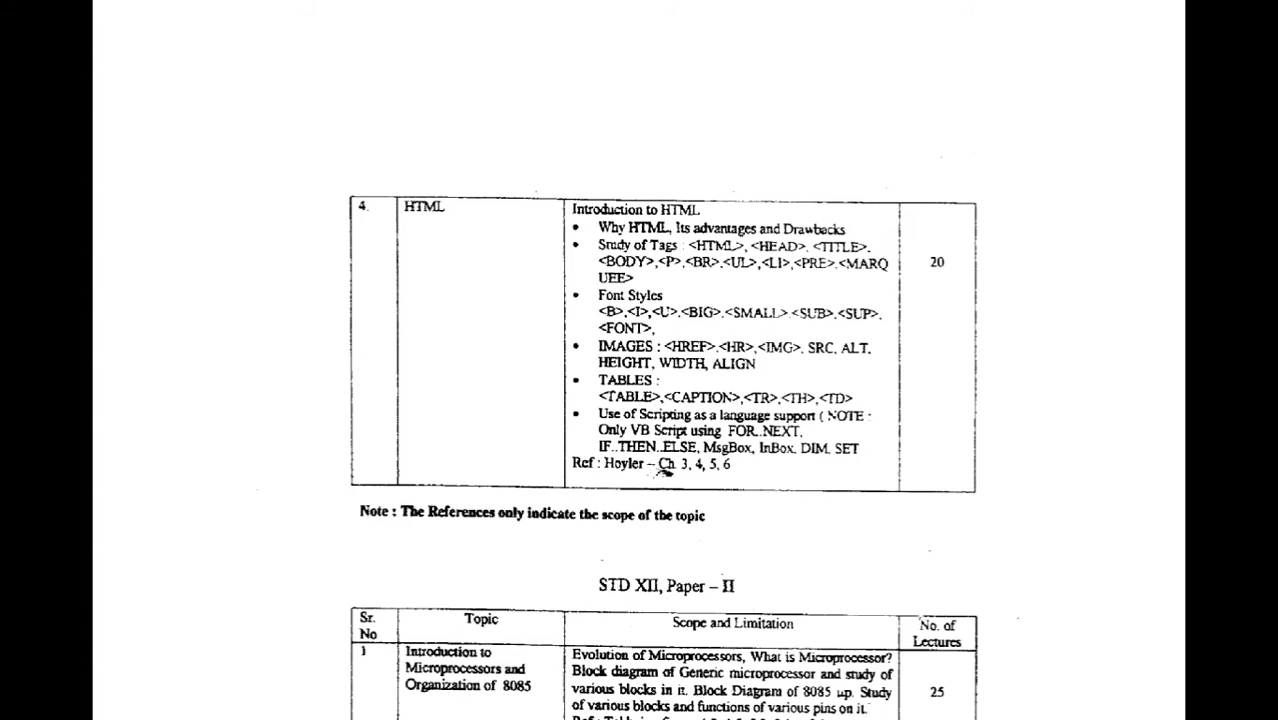 4. HTML Introduction to HTML
• Why HTML, Its advantages and Drawbacks
• Study of Tags : <HTML>, <HEAD>. <TITLE>.
<BODY>,<P>.<BR>.<UL>,<LI>,<PRE>.<MARQ
UEE>
20
• Font Styles
<B>,<I>,<U>.<BIG>.<SMALL>.<SUB>.<SUP>.
<FONT>,
• IMAGES : <HREF>.<HR>,<IMG>. SRC, ALT,
HEIGHT, WIDTH, ALIGN
• TABLES :
<TABLE>,<CAPTION>,<TR>,<TH>,<TD>
• Use of Scripting as a language support ( NOTE :
Only VB Script using FOR..NEXT,
IF..THEN..ELSE, MsgBox, InBox, DIM, SET
Ref : Hoyler – Ch 3, 4, 5, 6
Note : The References only indicate the scope of the topic
STD XII, Paper – II
Sr. No
Topic
Scope and Limitation
No. of Lectures
1
Introduction to
Microprocessors and
Organization of 8085
Evolution of Microprocessors, What is Microprocessor?
Block diagram of Generic microprocessor and study of
various blocks in it. Block Diagram of 8085 µp. Study
of various blocks and functions of various pins on it.
25